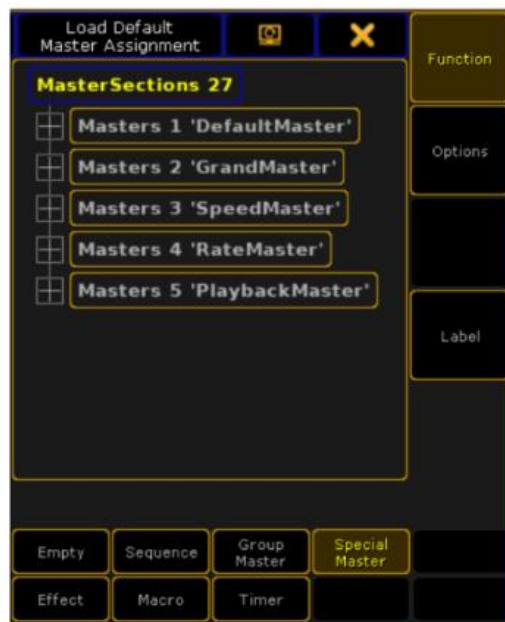 Load Default
Master Assignment
Function
MasterSections 27
Masters 1 'DefaultMaster'
Masters 2 'GrandMaster'
Masters 3 'SpeedMaster'
Masters 4 'RateMaster'
Masters 5 'PlaybackMaster'
Options
Label
Empty
Sequence
Group
Master
Special
Master
Effect
Macro
Timer